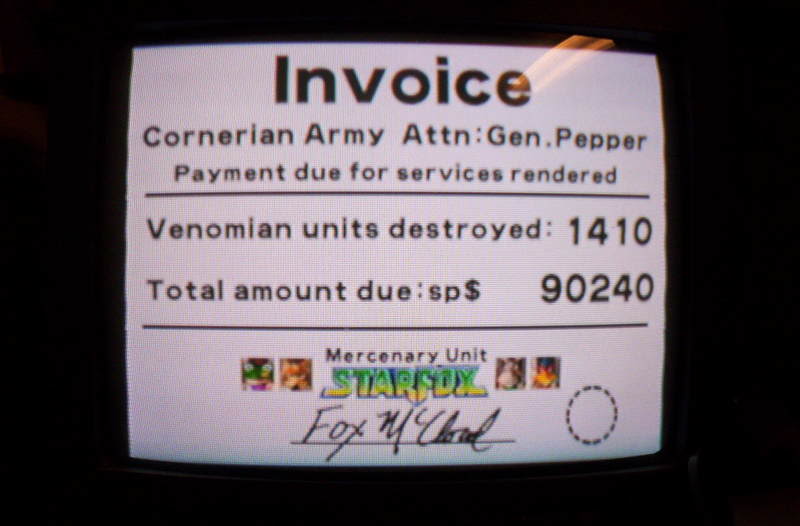 Invoice
Cornerian Army Attn:Gen.Pepper
Payment due for services rendered
Venomian units destroyed: 1410
Total amount due:sp$ 90240
Mercenary Unit
STARFOX
Fox McCloud